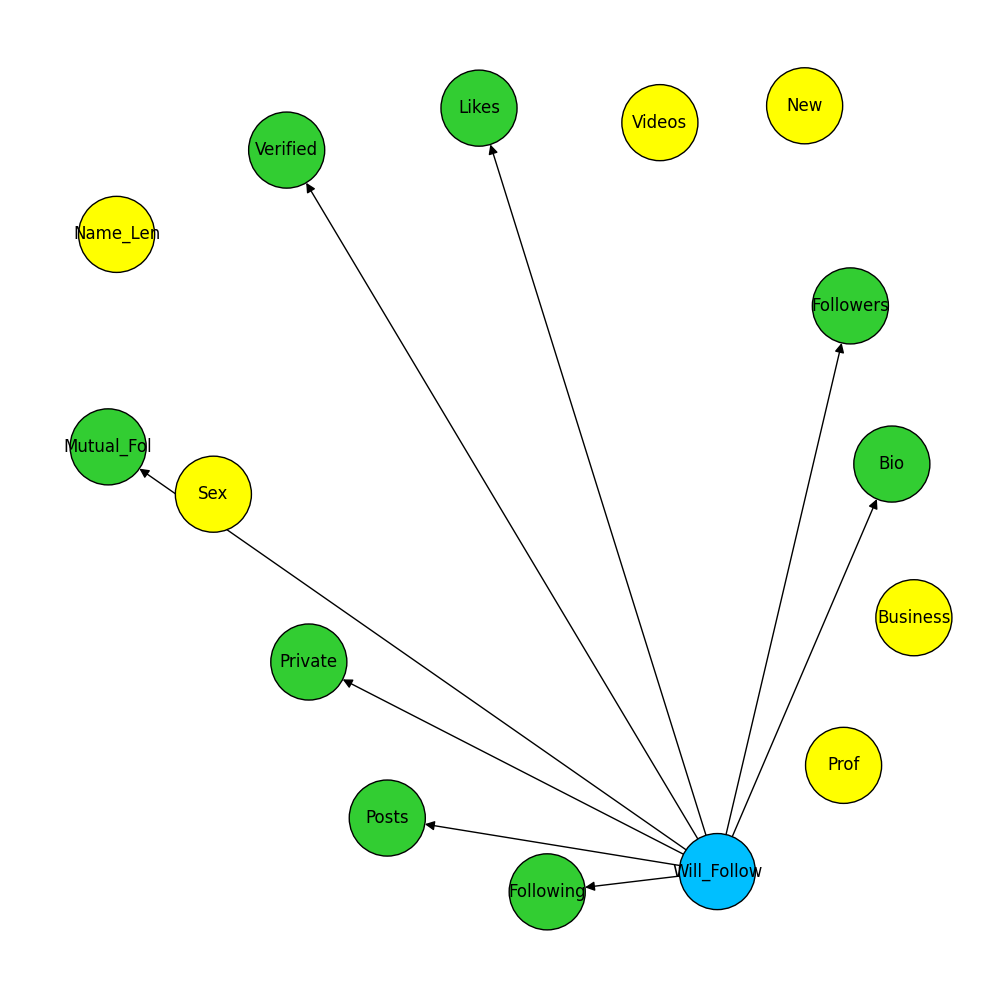 New
Likes
Videos
Verified
Name_Len
Followers
Mutual_Fol
Bio
Sex
Business
Private
Prof
Posts
Will_Follow
Following